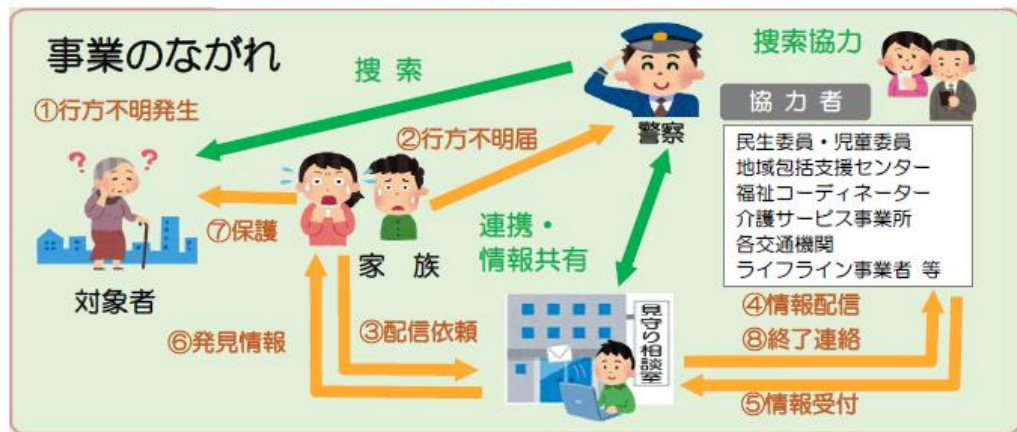 事業のながれ
捜索
捜索協力
①行方不明発生
②行方不明届
警察
協力者
民生委員・児童委員
地域包括支援センター
福祉コーディネーター
介護サービス事業所
各交通機関
ライフライン事業者 等
?
?
⑦保護
家 族
対象者
連携・
情報共有
⑥発見情報
③配信依頼
見守り相談室
④情報配信
⑧終了連絡
⑤情報受付